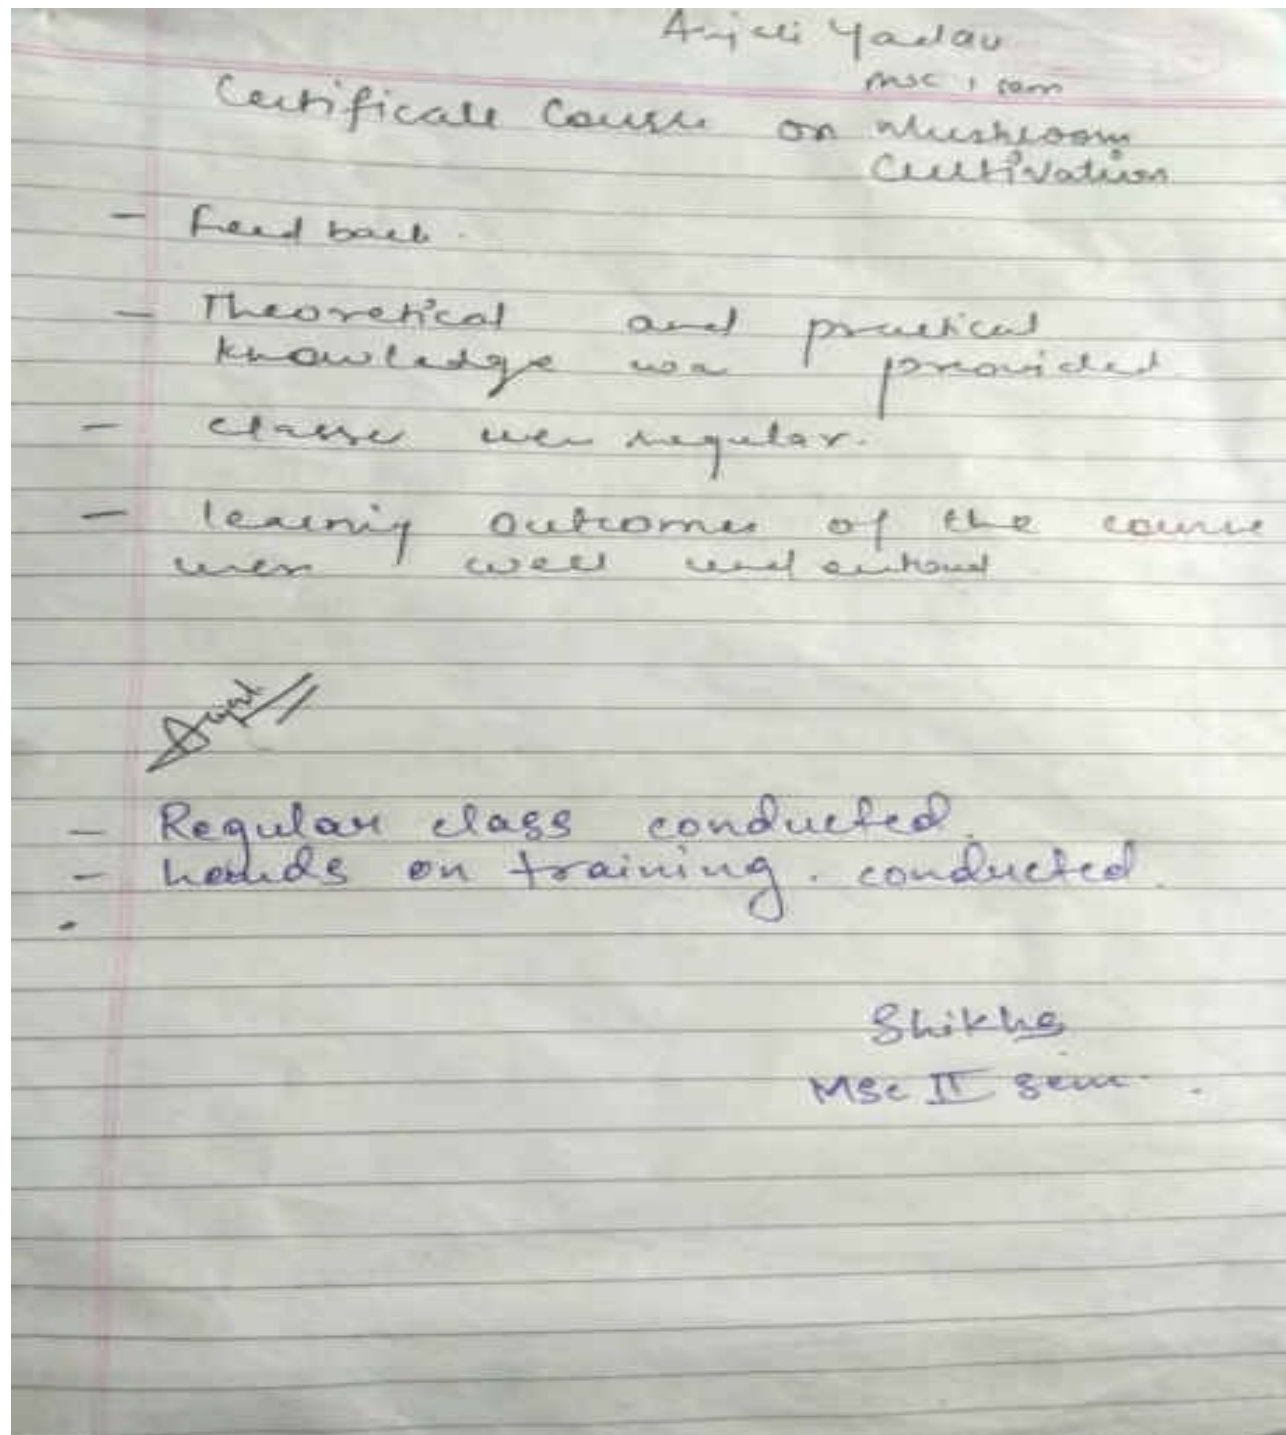 Anjali Yadav
MSC 1 sem
Certificate Course on Mushroom
Cultivation
- Feed back.
- Theoretical and practical
knowledge was provided.
- classes were regular.
- learning outcomes of the course
were well understood
Anjali
- Regular class conducted.
- hands on training. conducted.
Shikha
MSc II sem.